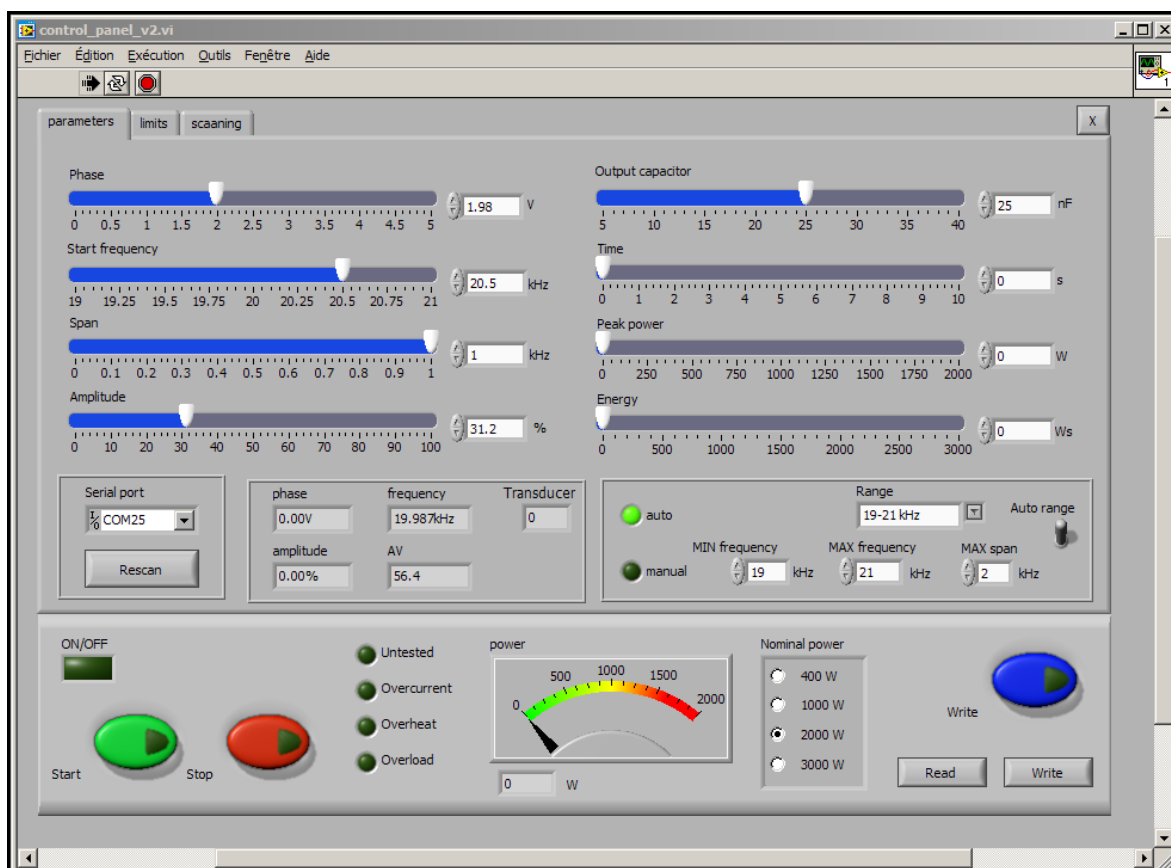 control_panel_v2.vi
Fichier Édition Exécution Outils Fenêtre Aide
1
parameters limits scaaning X
Phase
1.98 V
0 0.5 1 1.5 2 2.5 3 3.5 4 4.5 5
Start frequency
20.5 kHz
19 19.25 19.5 19.75 20 20.25 20.5 20.75 21
Span
1 kHz
0 0.1 0.2 0.3 0.4 0.5 0.6 0.7 0.8 0.9 1
Amplitude
31.2 %
0 10 20 30 40 50 60 70 80 90 100
Output capacitor
25 nF
5 10 15 20 25 30 35 40
Time
0 s
0 1 2 3 4 5 6 7 8 9 10
Peak power
0 W
0 250 500 750 1000 1250 1500 1750 2000
Energy
0 Ws
0 500 1000 1500 2000 2500 3000
Serial port
I/O COM25
Rescan
phase frequency Transducer
0.00V 19.987kHz 0
amplitude AV
0.00% 56.4
auto
manual
Range
19-21 kHz
Auto range
MIN frequency MAX frequency MAX span
19 kHz 21 kHz 2 kHz
ON/OFF
Start Stop
Untested
Overcurrent
Overheat
Overload
power
0 500 1000 1500 2000
0 W
Nominal power
400 W
1000 W
2000 W
3000 W
Write
Read Write